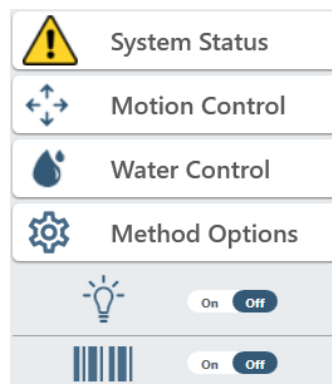 System Status
Motion Control
Water Control
Method Options
On Off
On Off